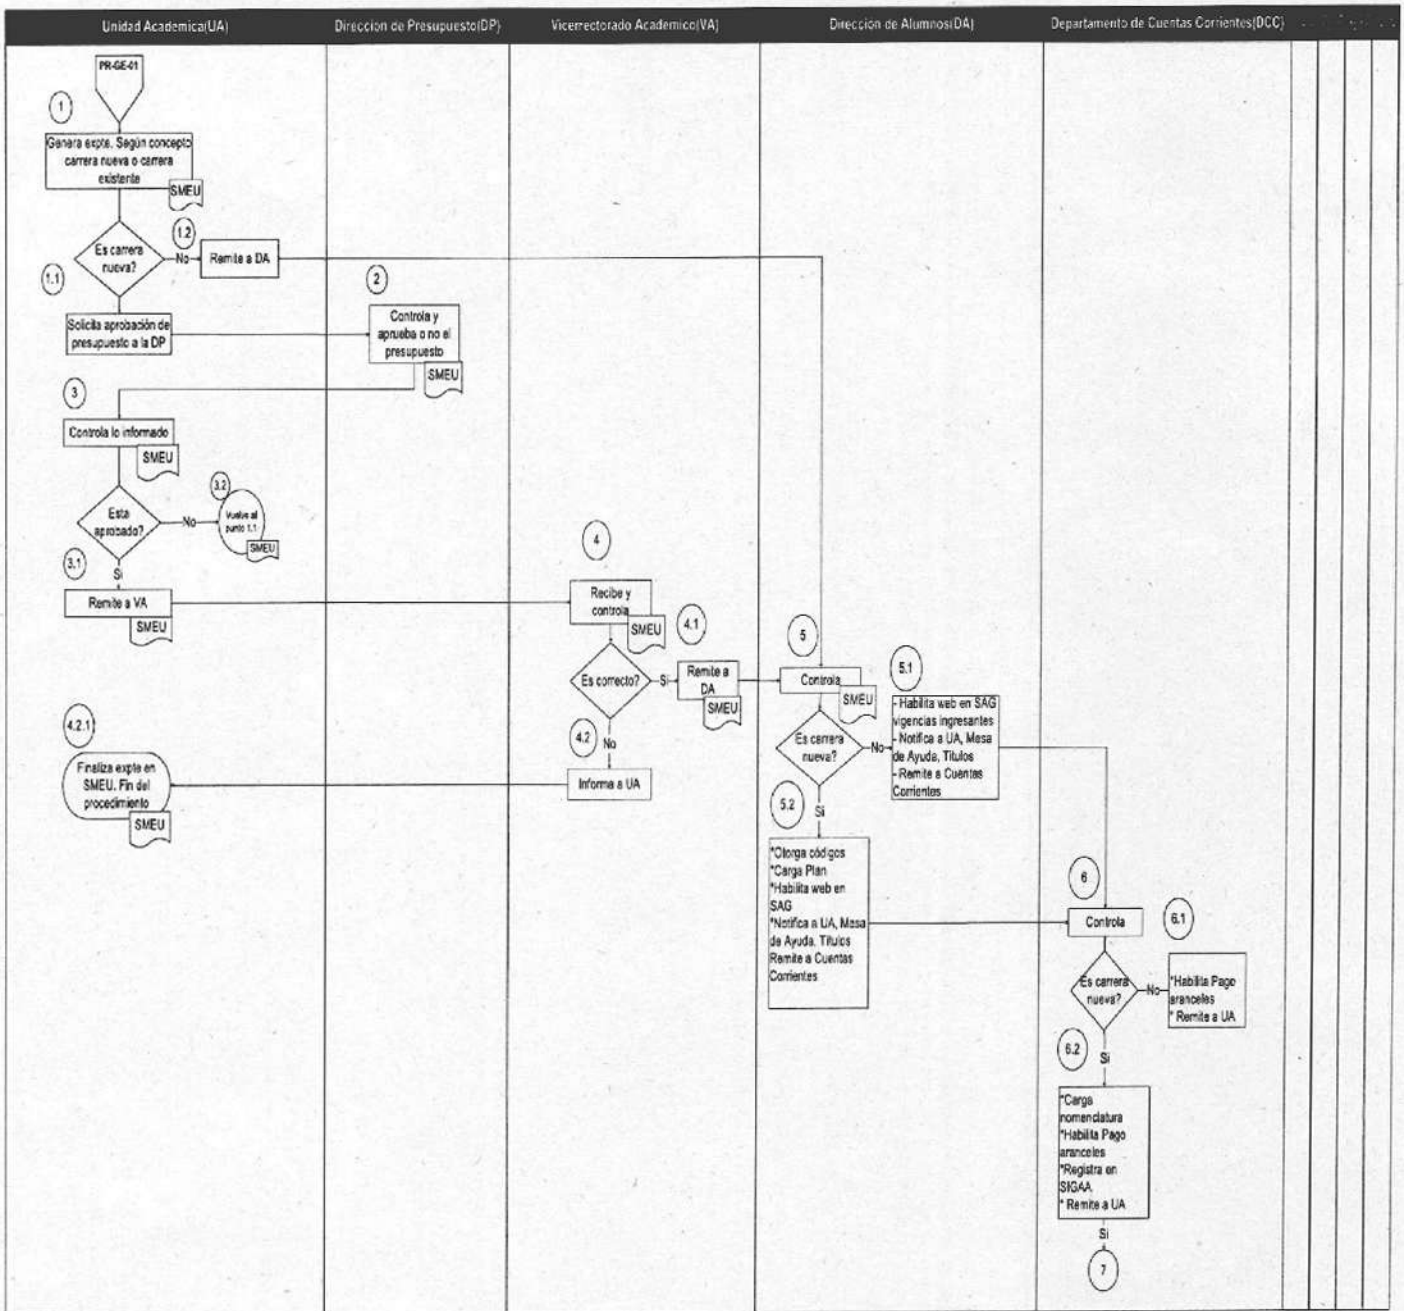 Unidad Academica(UA)
Direccion de Presupuesto(DP)
Vicerrectorado Academico(VA)
Direccion de Alumnos(DA)
Departamento de Cuentas Corrientes(DCC)
PR-GE-01
1
Genera expte. Según concepto
carrera nueva o carrera
existente
SMEU
Es carrera
nueva?
1.2
No
Remite a DA
1.1
Solicita aprobación de
presupuesto a la DP
2
Controla y
aprueba o no el
presupuesto
SMEU
3
Controla lo informado
SMEU
Esta
aprobado?
No
3.2
Vuelve al
punto 1.1
SMEU
3.1
Si
Remite a VA
SMEU
4
Recibe y
controla
SMEU
Es correcto?
Si
4.1
Remite a
DA
SMEU
4.2
No
Informa a UA
4.2.1
Finaliza expte en
SMEU. Fin del
procedimiento
SMEU
5
Controla
SMEU
Es carrera
nueva?
No
5.1
- Habilita web en SAG
vigencias ingresantes
- Notifica a UA, Mesa
de Ayuda, Titulos
- Remite a Cuentas
Corrientes
5.2
Si
*Otorga códigos
*Carga Plan
*Habilita web en
SAG
*Notifica a UA, Mesa
de Ayuda. Titulos
Remite a Cuentas
Corrientes
6
Controla
Es carrera
nueva?
No
6.1
*Habilita Pago
aranceles
* Remite a UA
6.2
Si
*Carga
nomenclatura
*Habilita Pago
aranceles
*Registra en
SIGAA
* Remite a UA
Si
7